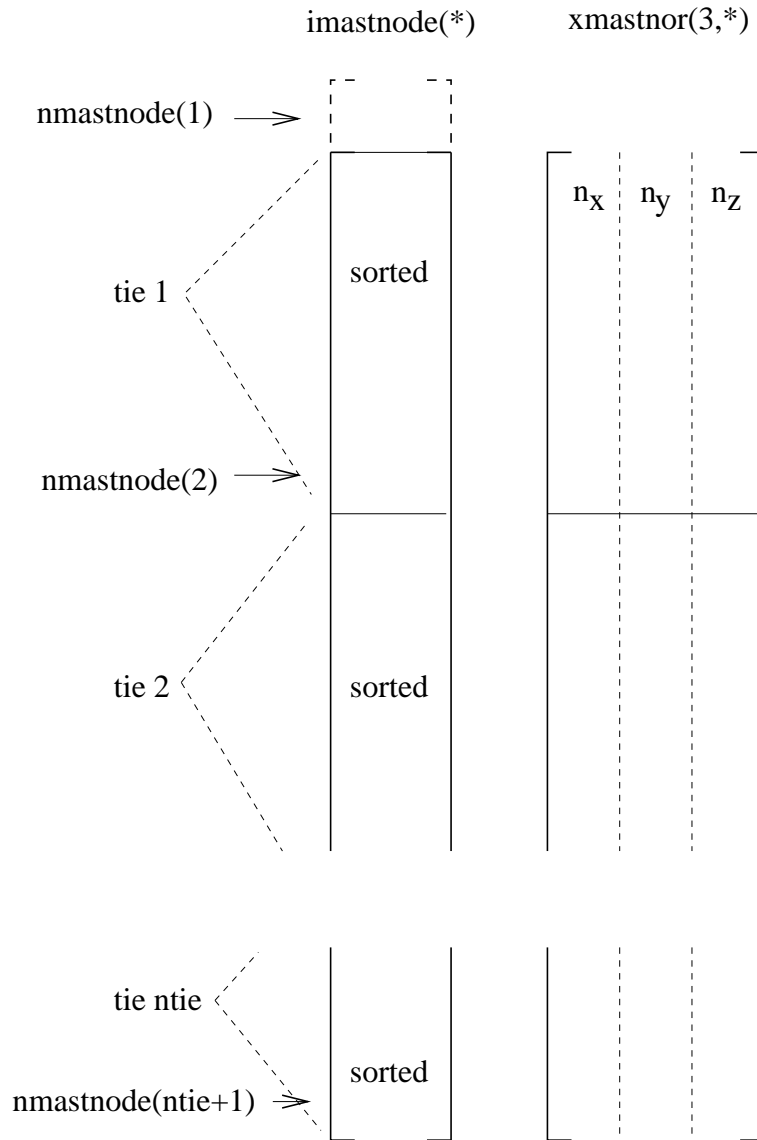 imastnode(*) xmastnor(3,*)
nmastnode(1)
n_x n_y n_z
sorted
tie 1
nmastnode(2)
tie 2
sorted
tie ntie
sorted
nmastnode(ntie+1)